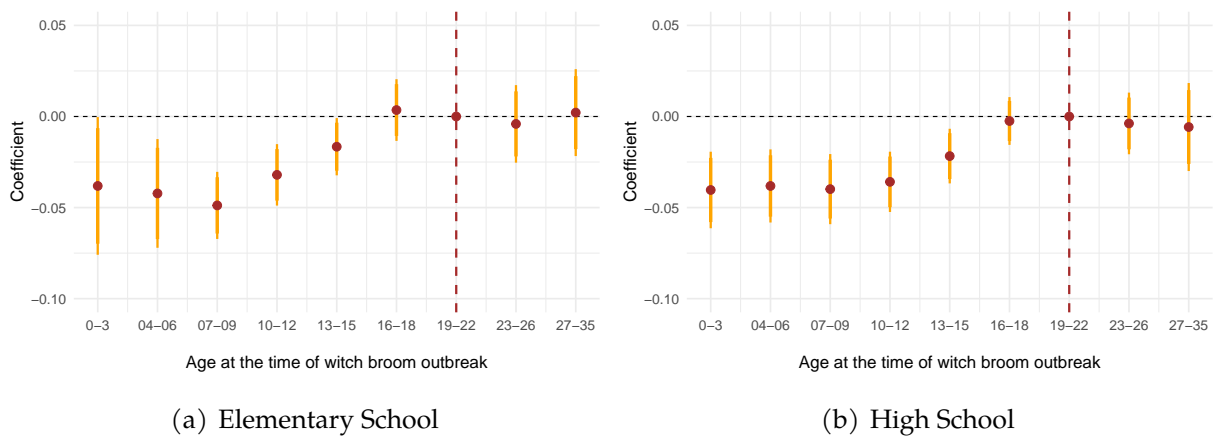 0.05
0.00
−0.05
−0.10
Coefficient
0−3 04−06 07−09 10−12 13−15 16−18 19−22 23−26 27−35
Age at the time of witch broom outbreak
(a) Elementary School
0.05
0.00
−0.05
−0.10
Coefficient
0−3 04−06 07−09 10−12 13−15 16−18 19−22 23−26 27−35
Age at the time of witch broom outbreak
(b) High School